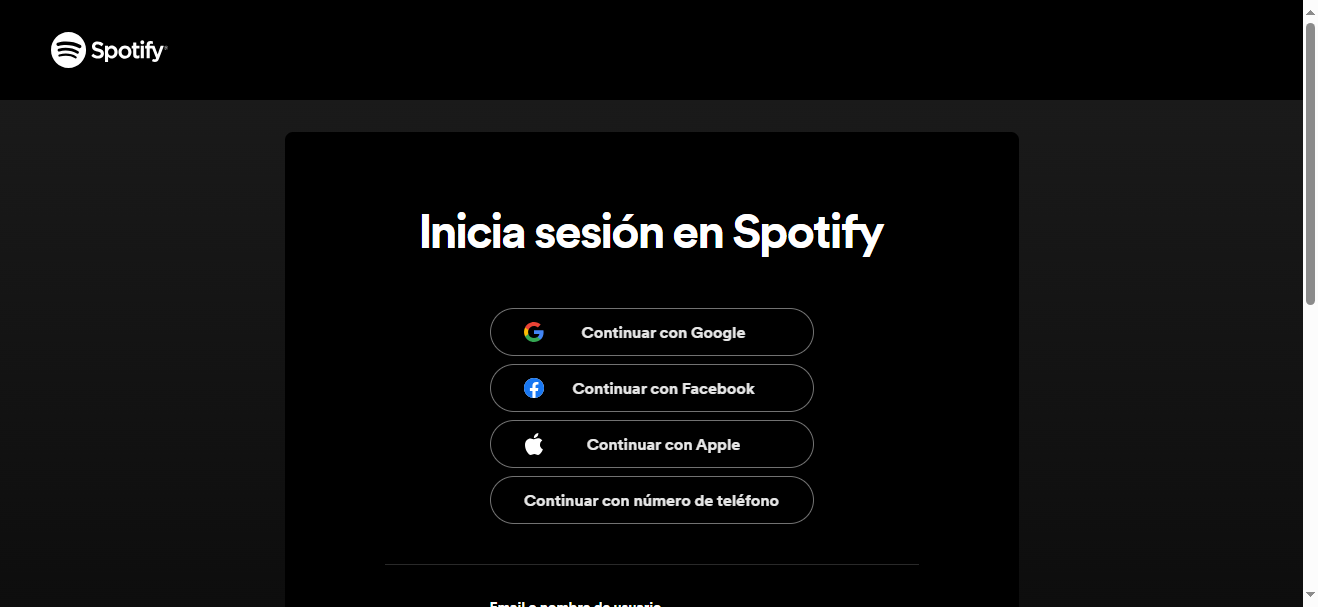 Spotify
Inicia sesión en Spotify
Continuar con Google
Continuar con Facebook
Continuar con Apple
Continuar con número de teléfono
Email o nombre de usuario